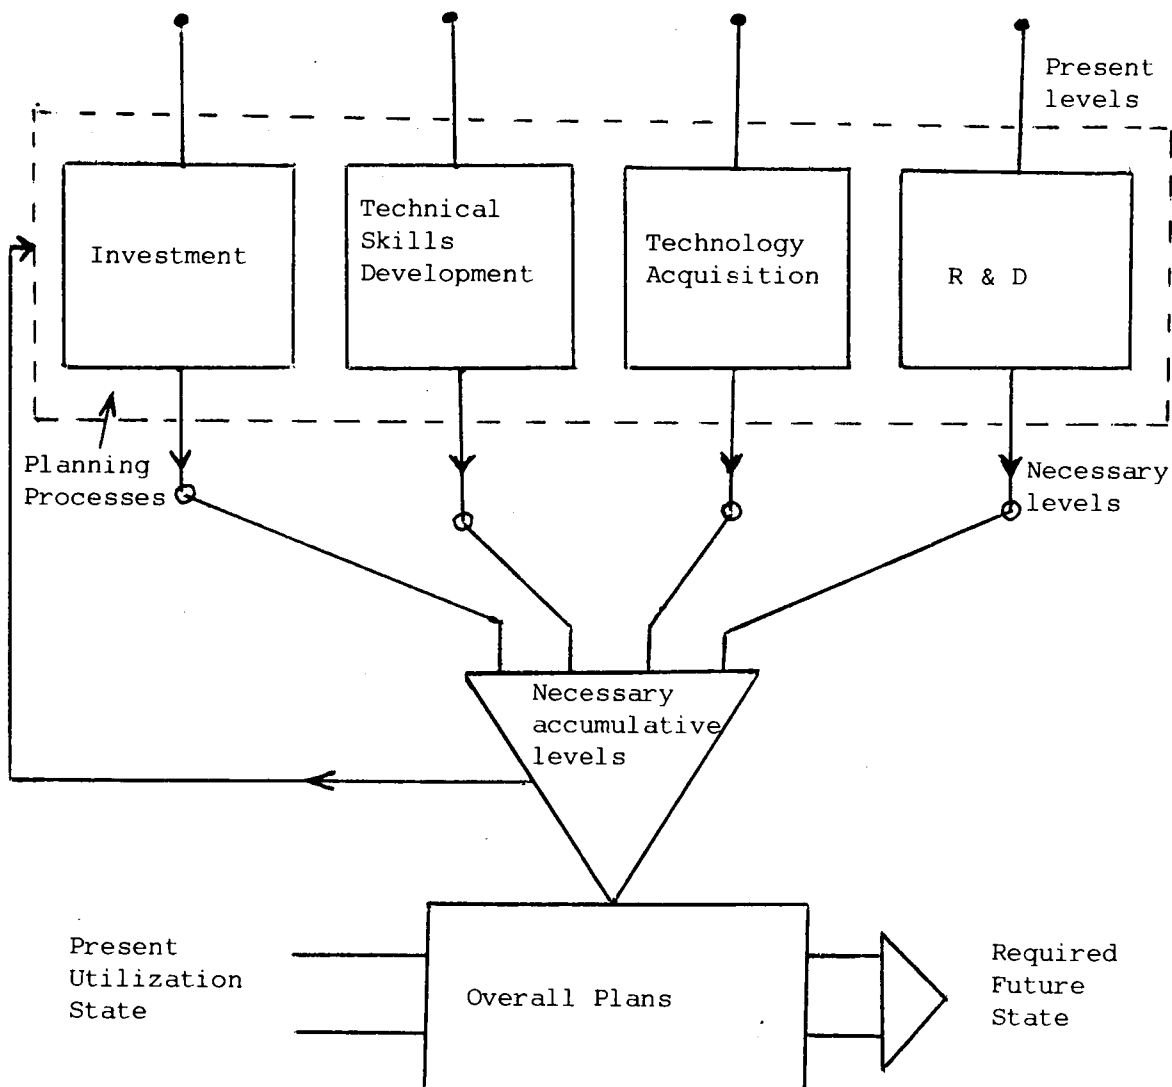 Present
levels
Investment
Technical
Skills
Development
Technology
Acquisition
R & D
Planning
Processes
Necessary
levels
Necessary
accumulative
levels
Present
Utilization
State
Overall Plans
Required
Future
State